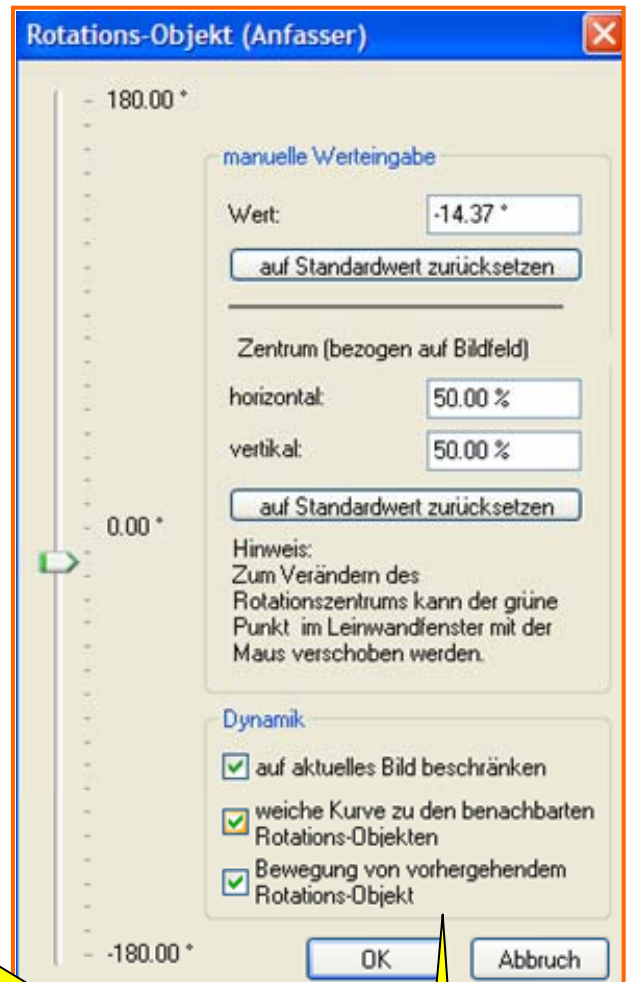 Rotations-Objekt (Anfasser)
180.00 °
manuelle Werteingabe
Wert: -14.37 °
auf Standardwert zurücksetzen
Zentrum (bezogen auf Bildfeld)
horizontal: 50.00 %
vertikal: 50.00 %
auf Standardwert zurücksetzen
0.00 °
Hinweis:
Zum Verändern des
Rotationszentrums kann der grüne
Punkt im Leinwandfenster mit der
Maus verschoben werden.
Dynamik
auf aktuelles Bild beschränken
weiche Kurve zu den benachbarten
Rotations-Objekten
Bewegung von vorhergehendem
Rotations-Objekt
-180.00 °
OK Abbruch